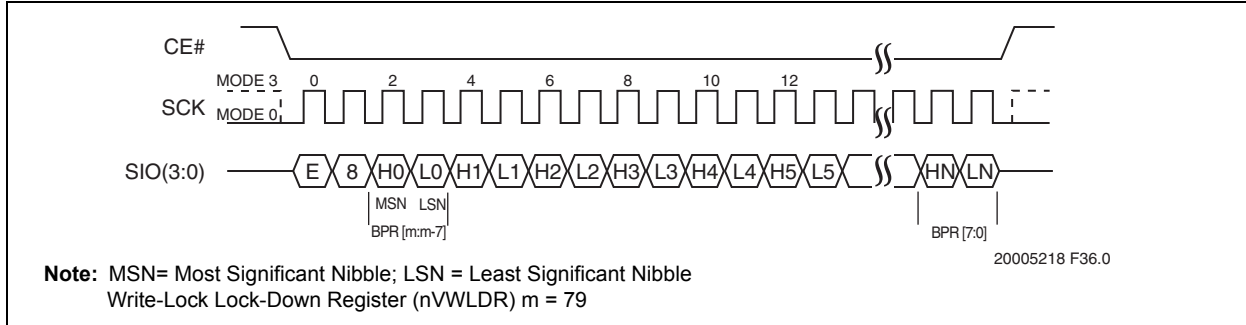 CE#
MODE 3 0 2 4 6 8 10 12
SCK
MODE 0
SIO(3:0) E 8 H0 L0 H1 L1 H2 L2 H3 L3 H4 L4 H5 L5 HN LN
MSN LSN
BPR [m:m-7] BPR [7:0]
20005218 F36.0
Note: MSN= Most Significant Nibble; LSN = Least Significant Nibble
Write-Lock Lock-Down Register (nVWLDR) m = 79